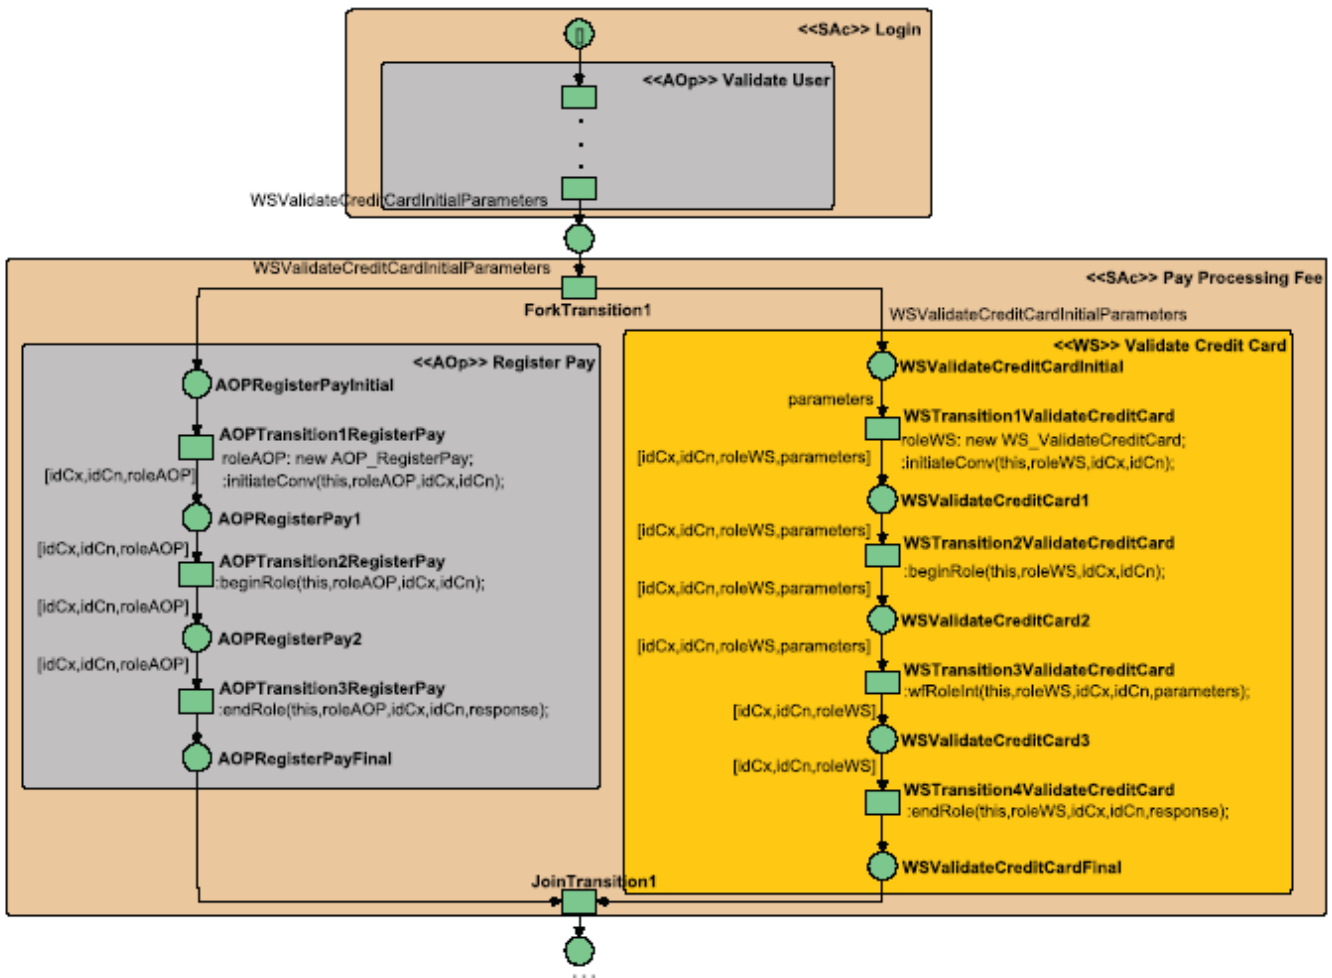 <<SAc>> Login
[]
<<AOp>> Validate User
WSValidateCreditCardInitialParameters
WSValidateCreditCardInitialParameters
<<SAc>> Pay Processing Fee
ForkTransition1
WSValidateCreditCardInitialParameters
<<AOp>> Register Pay
AOPRegisterPayInitial
AOPTransition1RegisterPay
roleAOP: new AOP_RegisterPay;
:initiateConv(this,roleAOP,idCx,idCn);
[idCx,idCn,roleAOP]
AOPRegisterPay1
[idCx,idCn,roleAOP]
AOPTransition2RegisterPay
:beginRole(this,roleAOP,idCx,idCn);
[idCx,idCn,roleAOP]
AOPRegisterPay2
[idCx,idCn,roleAOP]
AOPTransition3RegisterPay
:endRole(this,roleAOP,idCx,idCn,response);
AOPRegisterPayFinal
<<WS>> Validate Credit Card
WSValidateCreditCardInitial
parameters
WSTransition1ValidateCreditCard
roleWS: new WS_ValidateCreditCard;
:initiateConv(this,roleWS,idCx,idCn);
[idCx,idCn,roleWS,parameters]
WSValidateCreditCard1
[idCx,idCn,roleWS,parameters]
WSTransition2ValidateCreditCard
:beginRole(this,roleWS,idCx,idCn);
[idCx,idCn,roleWS,parameters]
WSValidateCreditCard2
[idCx,idCn,roleWS,parameters]
WSTransition3ValidateCreditCard
:wfRoleInt(this,roleWS,idCx,idCn,parameters);
[idCx,idCn,roleWS]
WSValidateCreditCard3
[idCx,idCn,roleWS]
WSTransition4ValidateCreditCard
:endRole(this,roleWS,idCx,idCn,response);
WSValidateCreditCardFinal
JoinTransition1
...